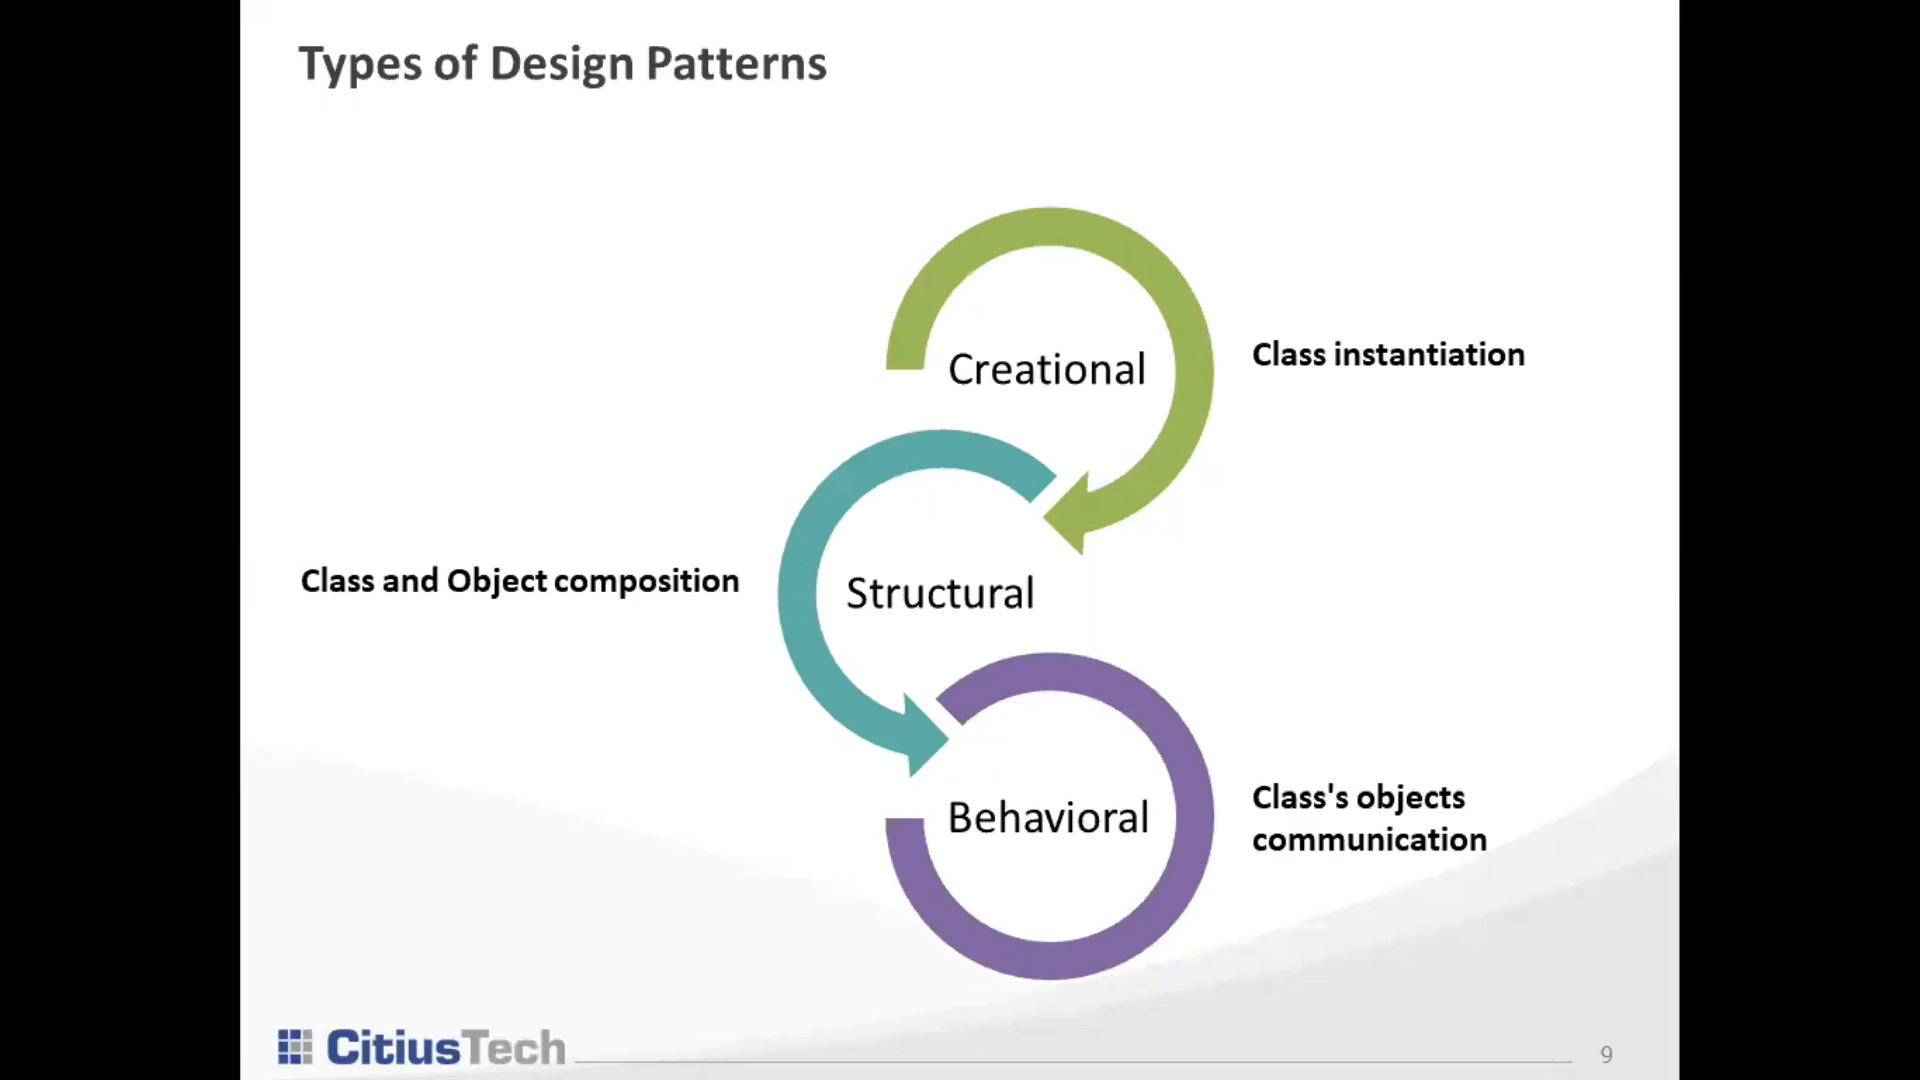 Types of Design Patterns
Creational
Class instantiation
Class and Object composition
Structural
Behavioral
Class's objects
communication
CitiusTech
9